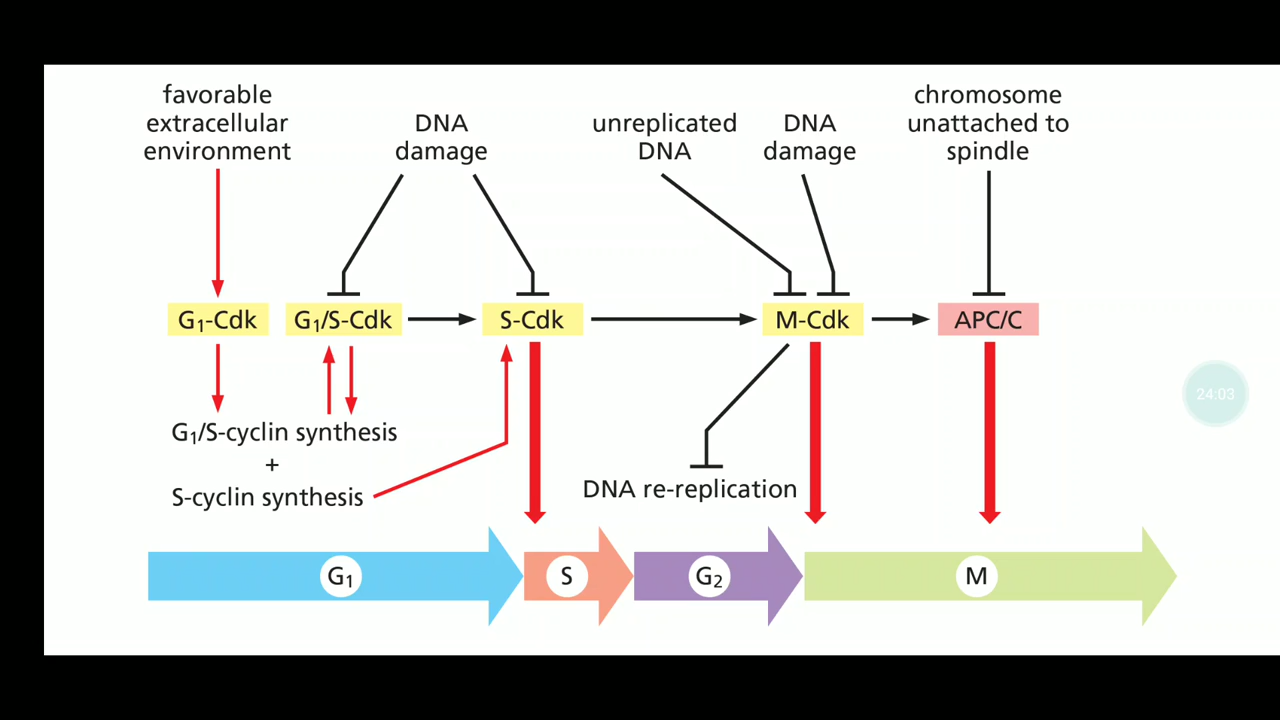 favorable
extracellular
environment
DNA
damage
unreplicated
DNA
DNA
damage
chromosome
unattached to
spindle
G₁-Cdk
G₁/S-Cdk
S-Cdk
M-Cdk
APC/C
24:03
G₁/S-cyclin synthesis
+
S-cyclin synthesis
DNA re-replication
G₁
S
G₂
M